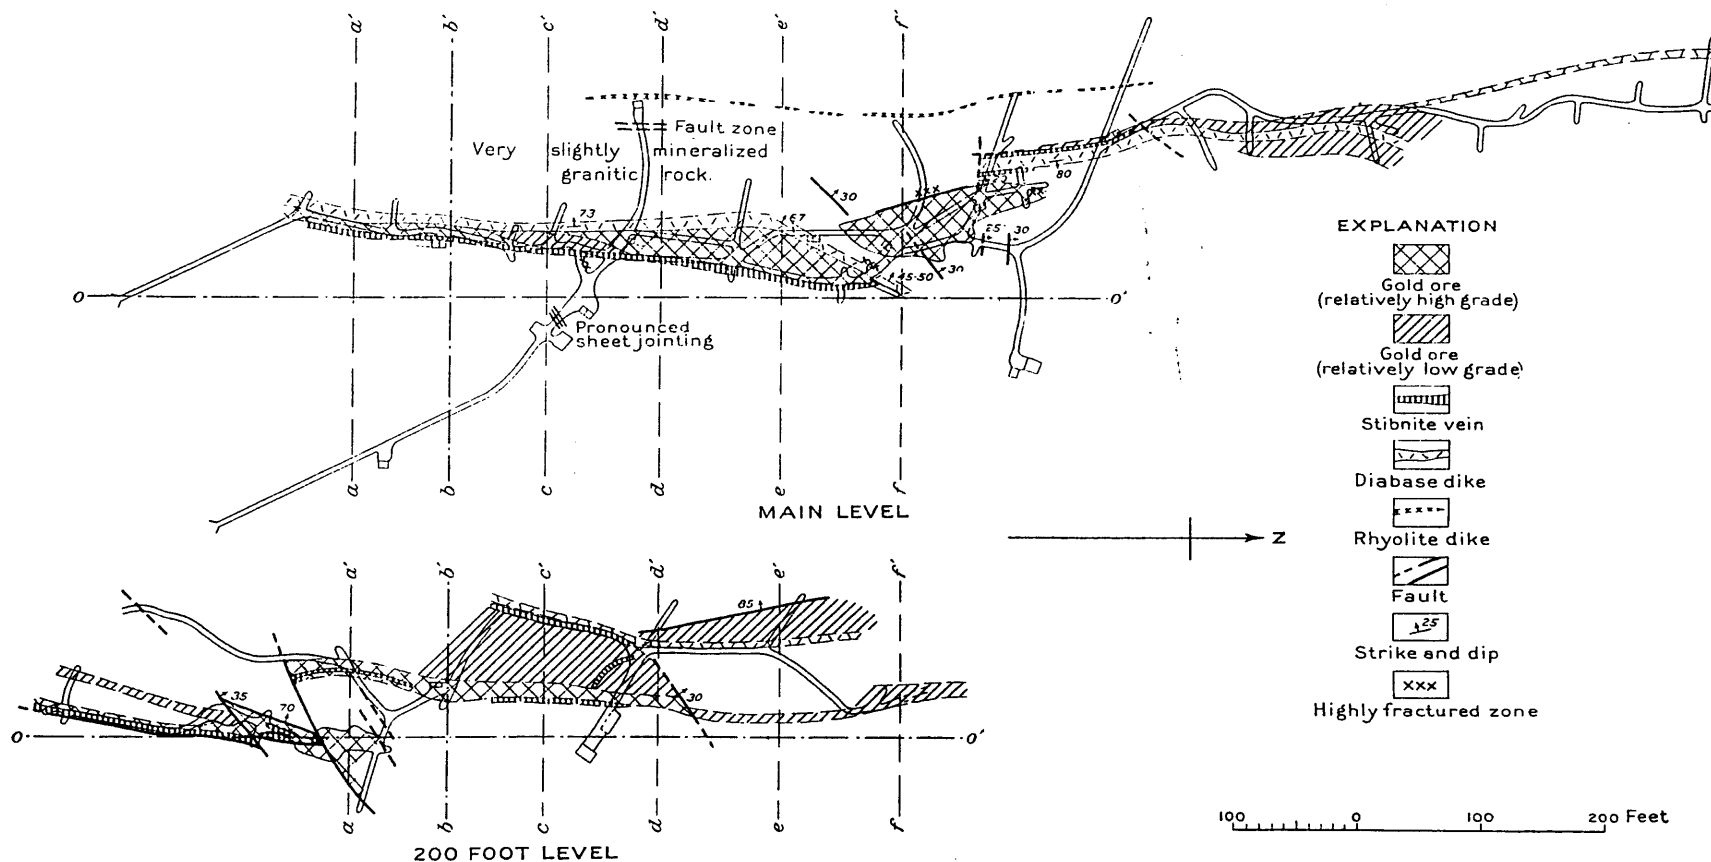 a' b' c' d' e' f'
Fault zone
Very slightly mineralized
granitic rock.
30
80
73
67
25 30
30
45-50
O O'
Pronounced
sheet jointing
a b c d e f
MAIN LEVEL
N
a' b' c' d' e' f'
85
35
30
70
O O'
a b c d e f
200 FOOT LEVEL
EXPLANATION
Gold ore
(relatively high grade)
Gold ore
(relatively low grade)
Stibnite vein
Diabase dike
Rhyolite dike
Fault
25
Strike and dip
xxx
Highly fractured zone
100 0 100 200 Feet